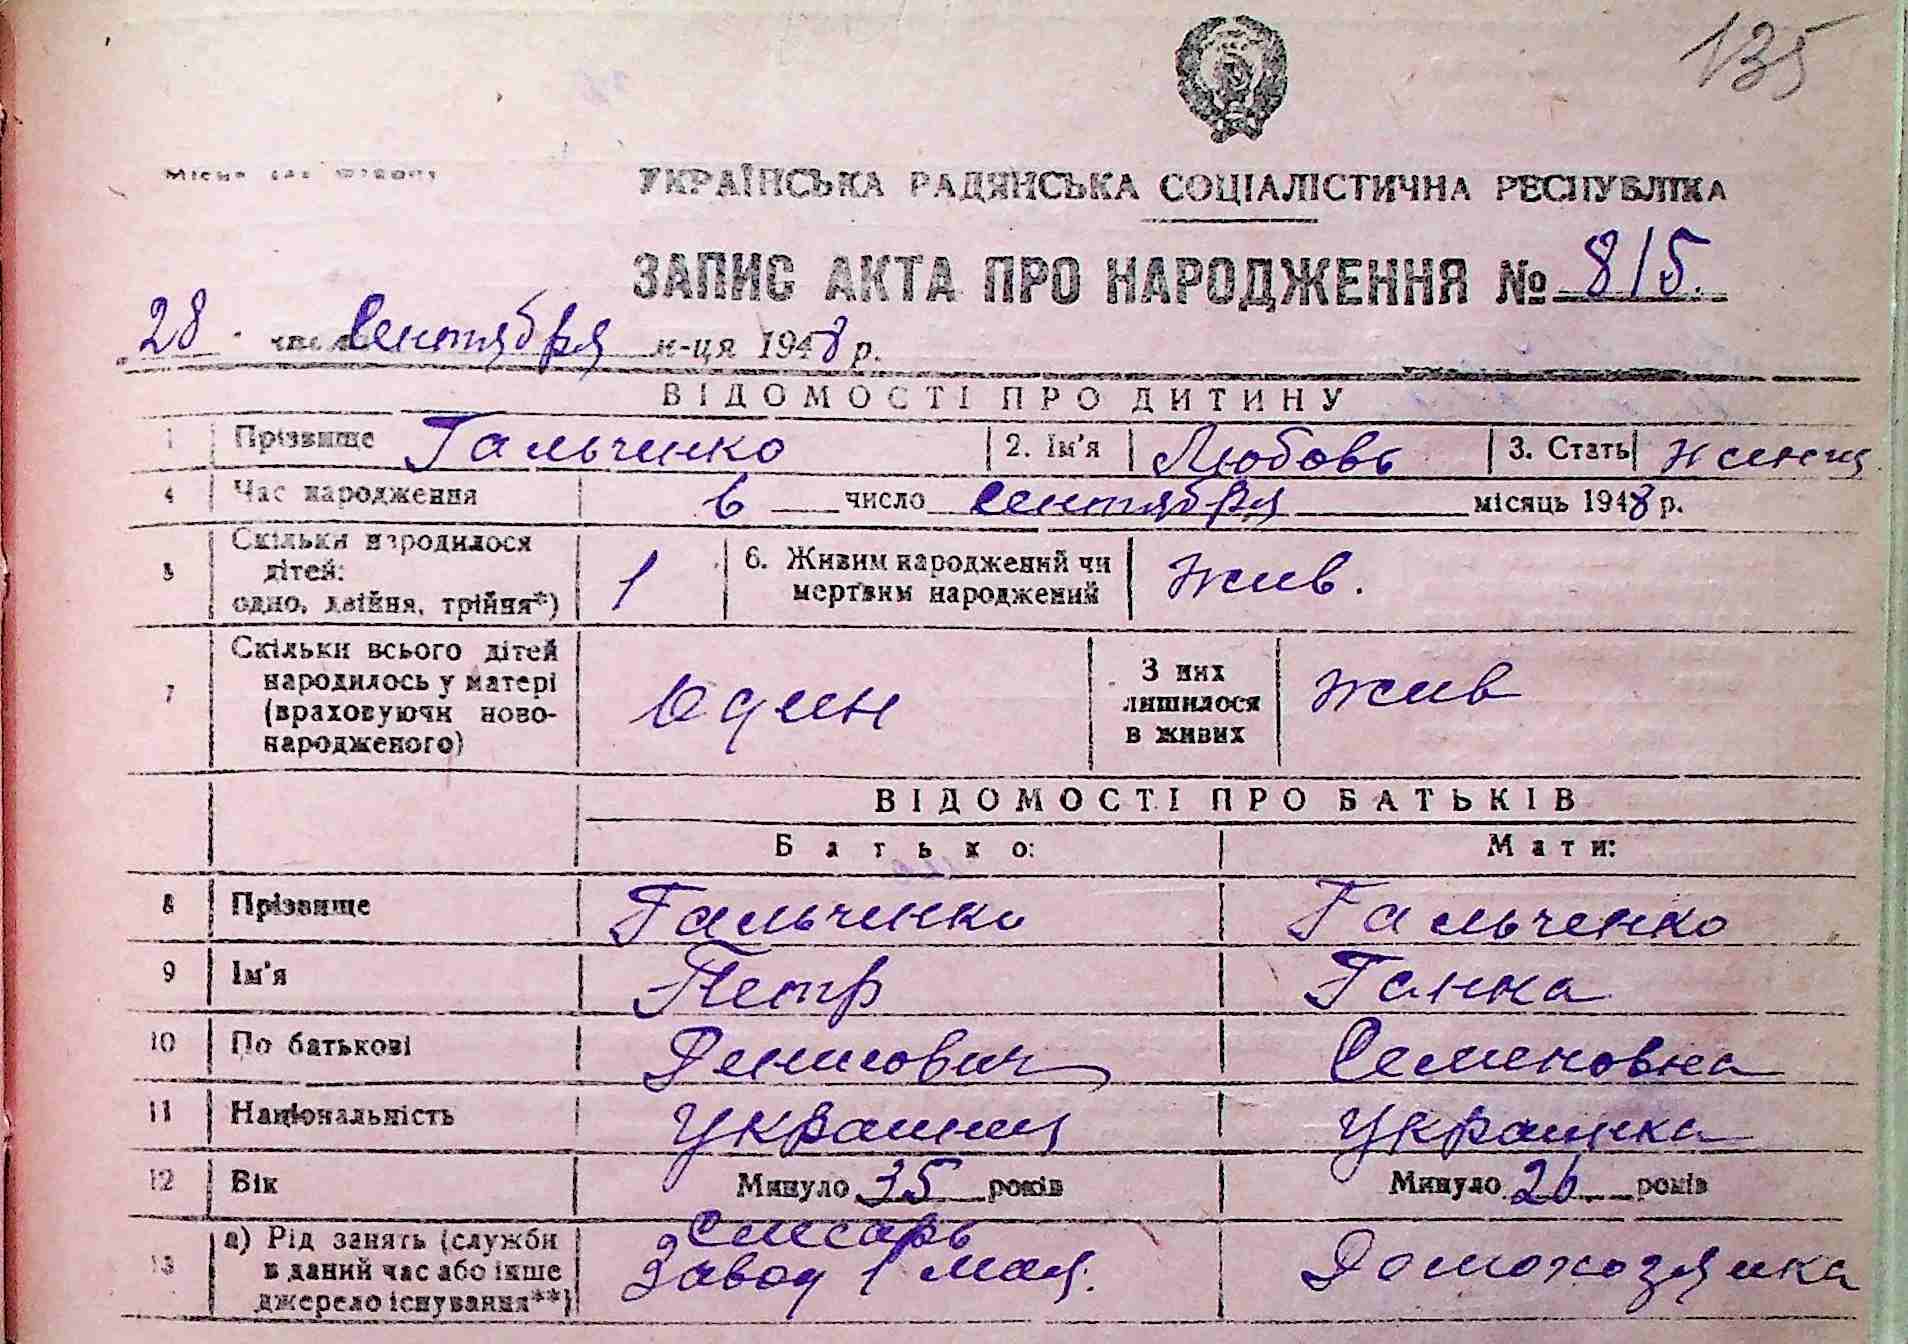 135
Місце для штампу
УКРАЇНСЬКА РАДЯНСЬКА СОЦІАЛІСТИЧНА РЕСПУБЛІКА
ЗАПИС АКТА ПРО НАРОДЖЕННЯ № 815.
28 числа Сентября м-ця 1948 р.
ВІДОМОСТІ ПРО ДИТИНУ
1 Прізвище Гальченко 2. Ім'я Любовь 3. Стать женщ.
4 Час народження 6 число Сентября місяць 1948 р.
5 Скільки народилося дітей: одно, двійня, трійня*) 1 6. Живим народжений чи мертвим народжений жив.
7 Скільки всього дітей народилось у матері (враховуючи новонародженого) один З них лишилося в живих жив
ВІДОМОСТІ ПРО БАТЬКІВ
Батько: Мати:
8 Прізвище Гальченко Гальченко
9 Ім'я Петр Ганна
10 По батькові Денисович Семеновна
11 Національність Украинец Украинка
12 Вік Минуло 35 років Минуло 26 років
13 а) Рід занять (служби в даний час або інше джерело існування**) Слесарь Завод 1 мая. Домохозяйка